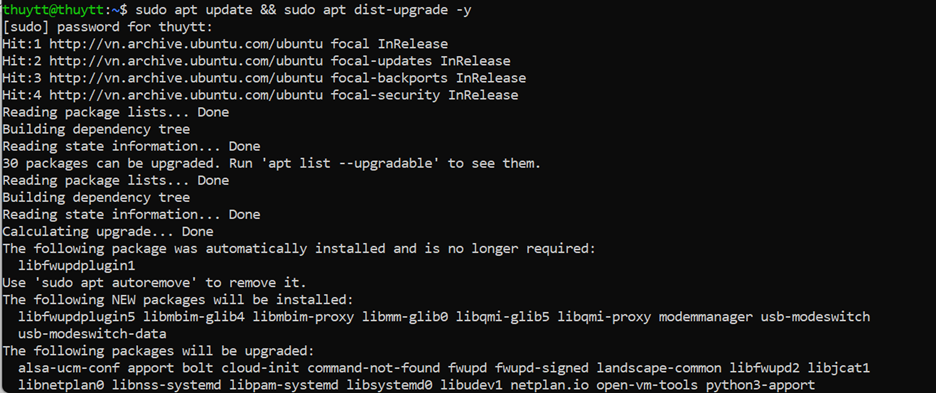 thuytt@thuytt:~$ sudo apt update && sudo apt dist-upgrade -y
[sudo] password for thuytt:
Hit:1 http://vn.archive.ubuntu.com/ubuntu focal InRelease
Hit:2 http://vn.archive.ubuntu.com/ubuntu focal-updates InRelease
Hit:3 http://vn.archive.ubuntu.com/ubuntu focal-backports InRelease
Hit:4 http://vn.archive.ubuntu.com/ubuntu focal-security InRelease
Reading package lists... Done
Building dependency tree
Reading state information... Done
30 packages can be upgraded. Run 'apt list --upgradable' to see them.
Reading package lists... Done
Building dependency tree
Reading state information... Done
Calculating upgrade... Done
The following package was automatically installed and is no longer required:
  libfwupdplugin1
Use 'sudo apt autoremove' to remove it.
The following NEW packages will be installed:
  libfwupdplugin5 libmbim-glib4 libmbim-proxy libmm-glib0 libqmi-glib5 libqmi-proxy modemmanager usb-modeswitch
  usb-modeswitch-data
The following packages will be upgraded:
  alsa-ucm-conf apport bolt cloud-init command-not-found fwupd fwupd-signed landscape-common libfwupd2 libjcat1
  libnetplan0 libnss-systemd libpam-systemd libsystemd0 libudev1 netplan.io open-vm-tools python3-apport